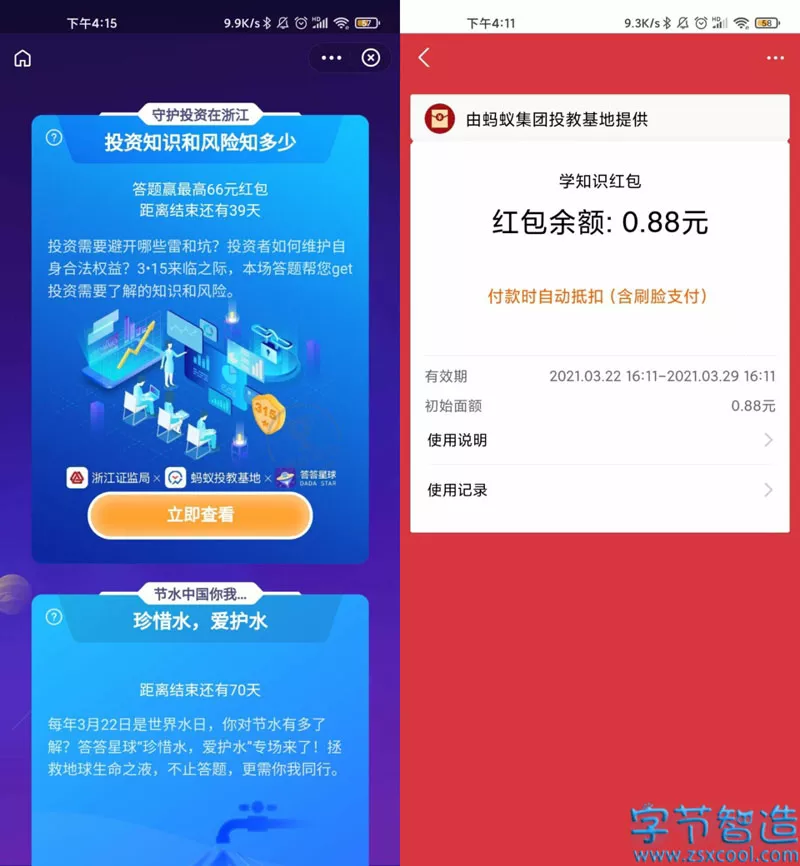 下午4:15
9.9K/s
HD
57
守护投资在浙江
投资知识和风险知多少
答题赢最高66元红包
距离结束还有39天
投资需要避开哪些雷和坑？投资者如何维护自
身合法权益？3·15来临之际，本场答题帮您get
投资需要了解的知识和风险。
315
浙江证监局 × 蚂蚁投教基地 × 答答星球
DADA STAR
立即查看
节水中国你我...
珍惜水，爱护水
距离结束还有70天
每年3月22日是世界水日，你对节水有多了
解？答答星球“珍惜水，爱护水”专场来了！拯
救地球生命之液，不止答题，更需你我同行。
下午4:11
9.3K/s
HD
58
由蚂蚁集团投教基地提供
学知识红包
红包余额: 0.88元
付款时自动抵扣（含刷脸支付）
有效期 2021.03.22 16:11-2021.03.29 16:11
初始面额 0.88元
使用说明
使用记录
字节智造
www.zsxcool.com